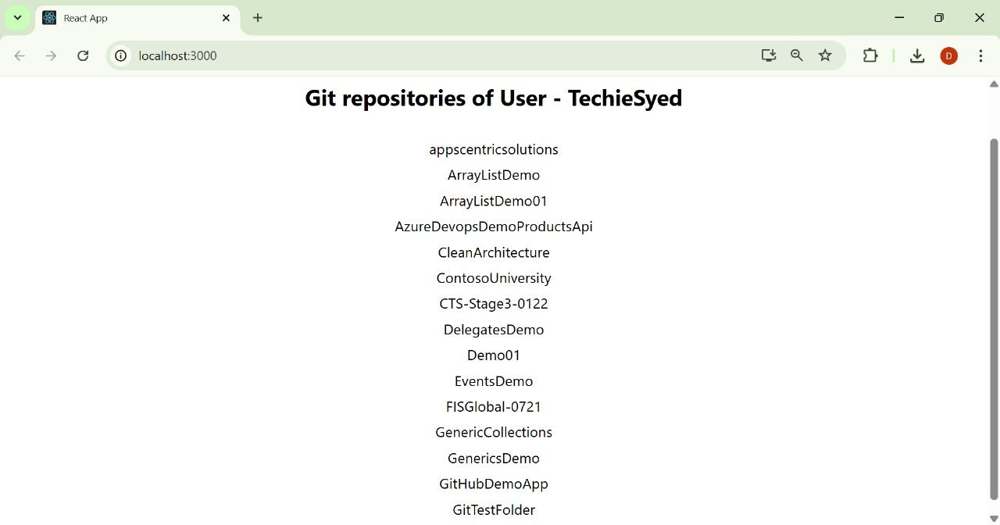 React App
localhost:3000
D
Git repositories of User - TechieSyed
appscentricsolutions
ArrayListDemo
ArrayListDemo01
AzureDevopsDemoProductsApi
CleanArchitecture
ContosoUniversity
CTS-Stage3-0122
DelegatesDemo
Demo01
EventsDemo
FISGlobal-0721
GenericCollections
GenericsDemo
GitHubDemoApp
GitTestFolder